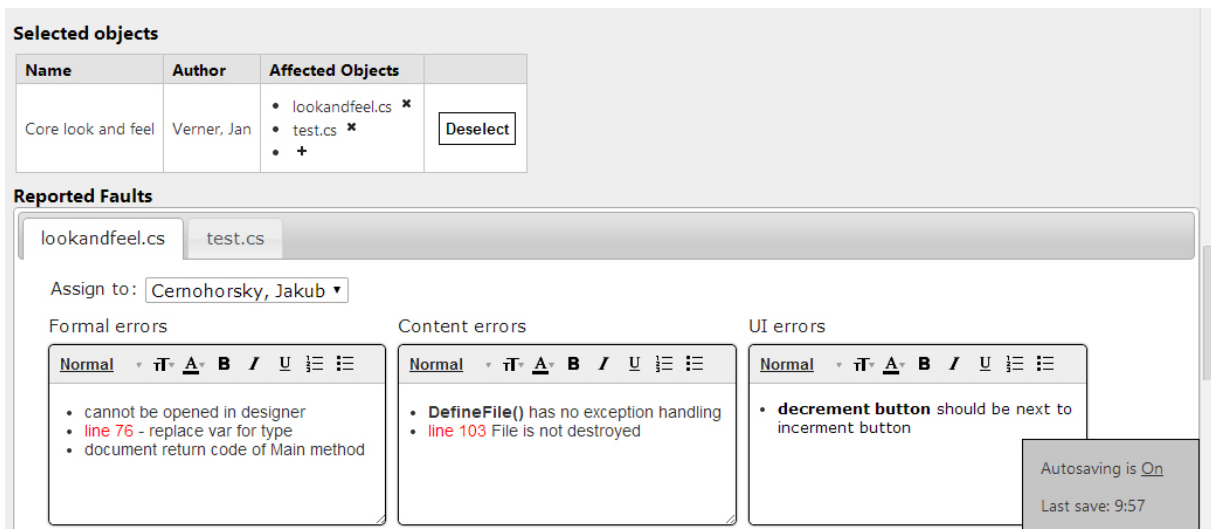 Selected objects
Name Author Affected Objects
Core look and feel Verner, Jan
• lookandfeel.cs ✖
• test.cs ✖
• +
Deselect
Reported Faults
lookandfeel.cs test.cs
Assign to: Cernohorsky, Jakub
Formal errors Content errors UI errors
Normal TT A B I U
Normal TT A B I U
Normal TT A B I U
• cannot be opened in designer
• line 76 - replace var for type
• document return code of Main method
• DefineFile() has no exception handling
• line 103 File is not destroyed
• decrement button should be next to
incerment button
Autosaving is On
Last save: 9:57